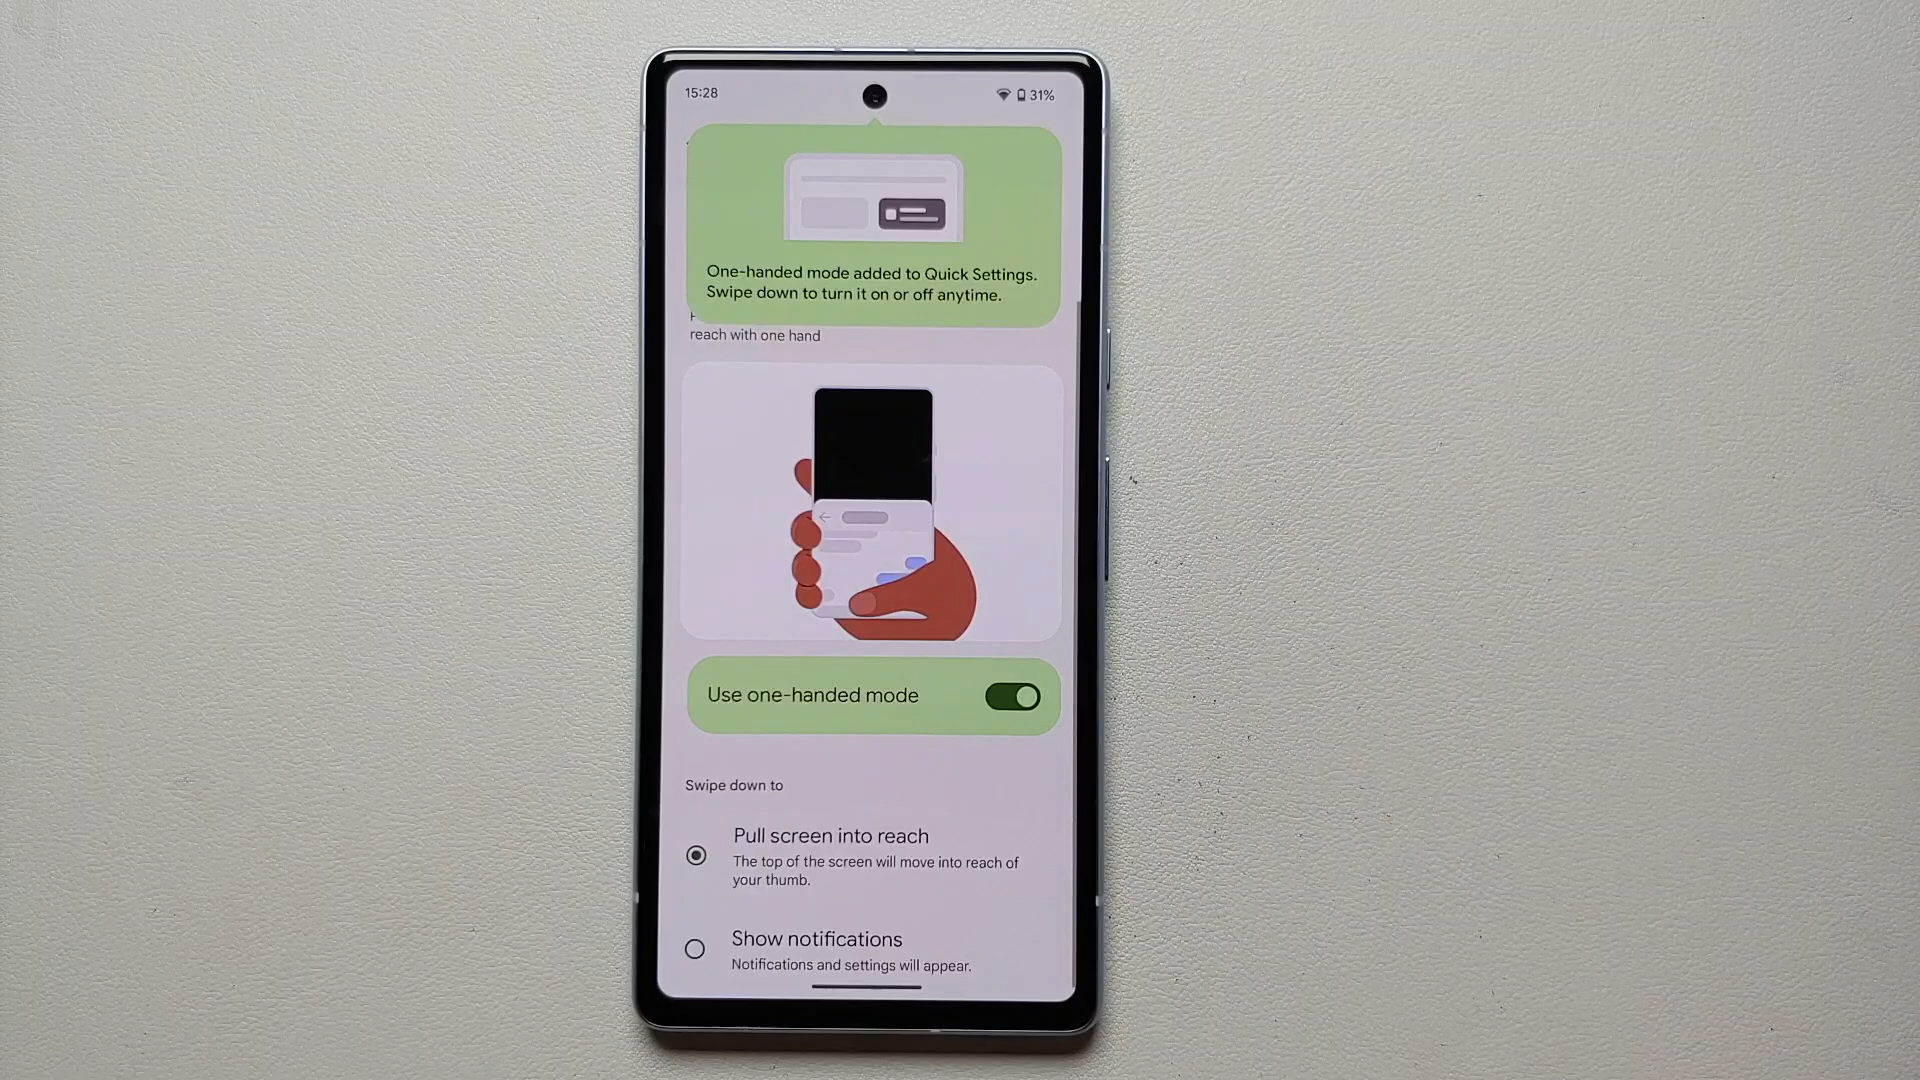 15:28
31%
One-handed mode added to Quick Settings.
Swipe down to turn it on or off anytime.
reach with one hand
Use one-handed mode
Swipe down to
Pull screen into reach
The top of the screen will move into reach of
your thumb.
Show notifications
Notifications and settings will appear.